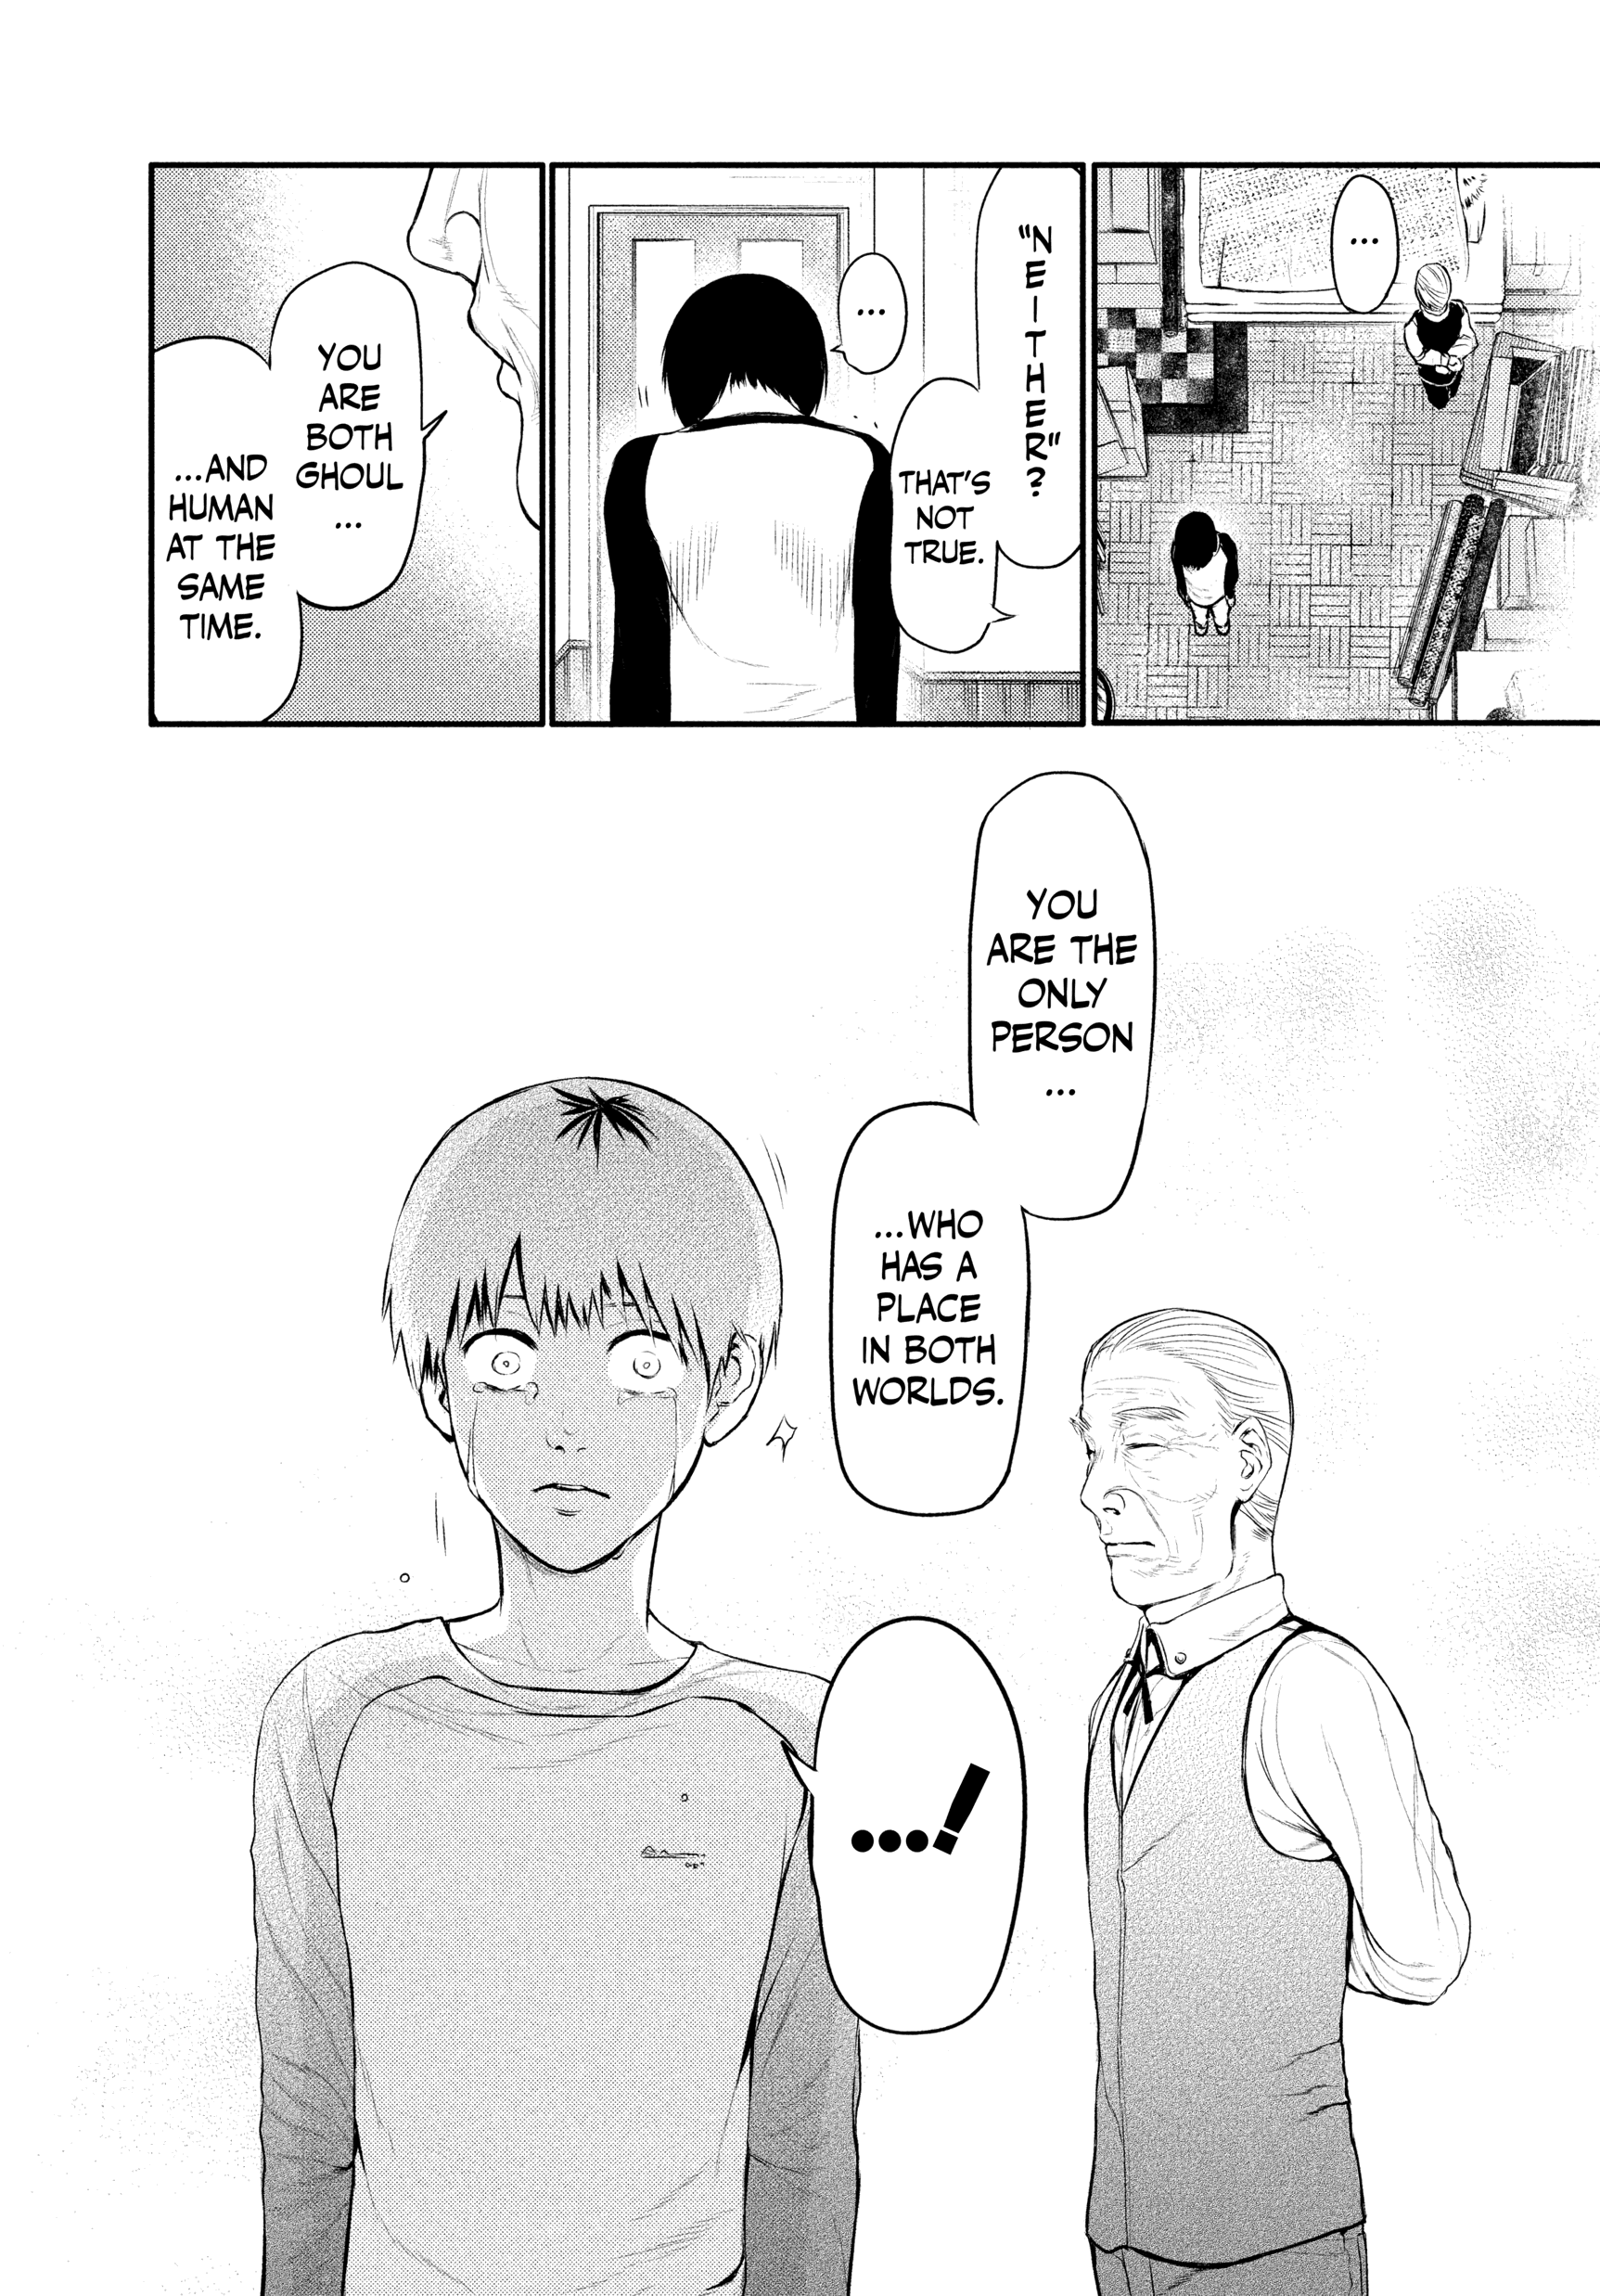 ...
"NEITHER"?
THAT'S
NOT
TRUE.
...
YOU
ARE
BOTH
GHOUL
...
...AND
HUMAN
AT THE
SAME
TIME.
YOU
ARE THE
ONLY
PERSON
...
...WHO
HAS A
PLACE
IN BOTH
WORLDS.
...!